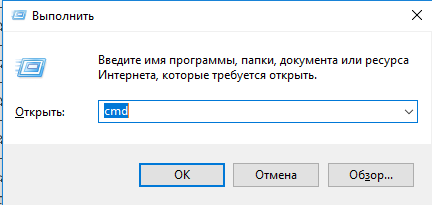 Выполнить
Введите имя программы, папки, документа или ресурса
Интернета, которые требуется открыть.
Открыть: cmd
OK Отмена Обзор...